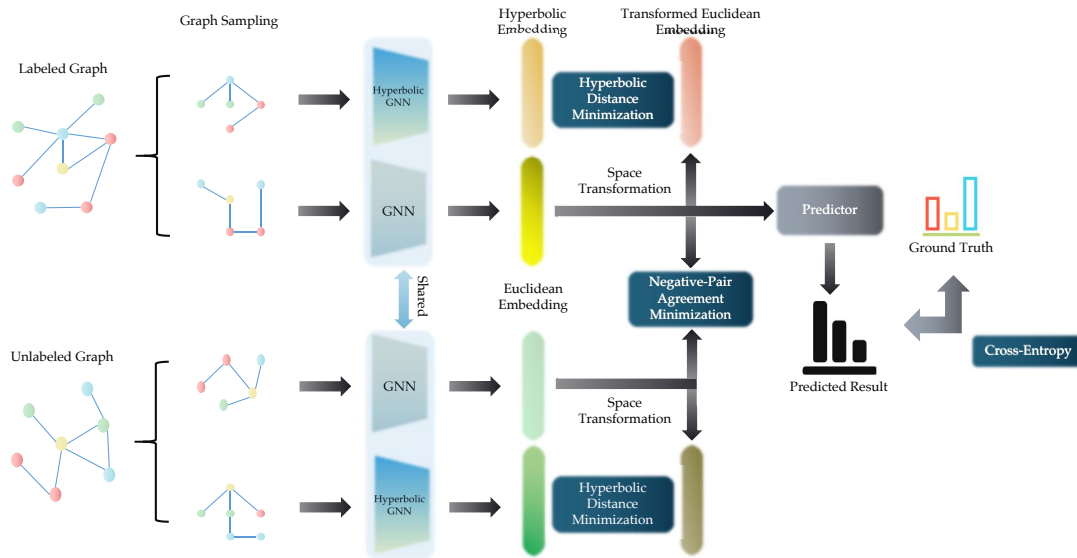 Graph Sampling
Hyperbolic
Embedding
Transformed Euclidean
Embedding
Labeled Graph
Hyperbolic
GNN
Hyperbolic
Distance
Minimization
GNN
Space
Transformation
Predictor
Ground Truth
Shared
Euclidean
Embedding
Negative-Pair
Agreement
Minimization
Unlabeled Graph
GNN
Space
Transformation
Predicted Result
Cross-Entropy
Hyperbolic
GNN
Hyperbolic
Distance
Minimization